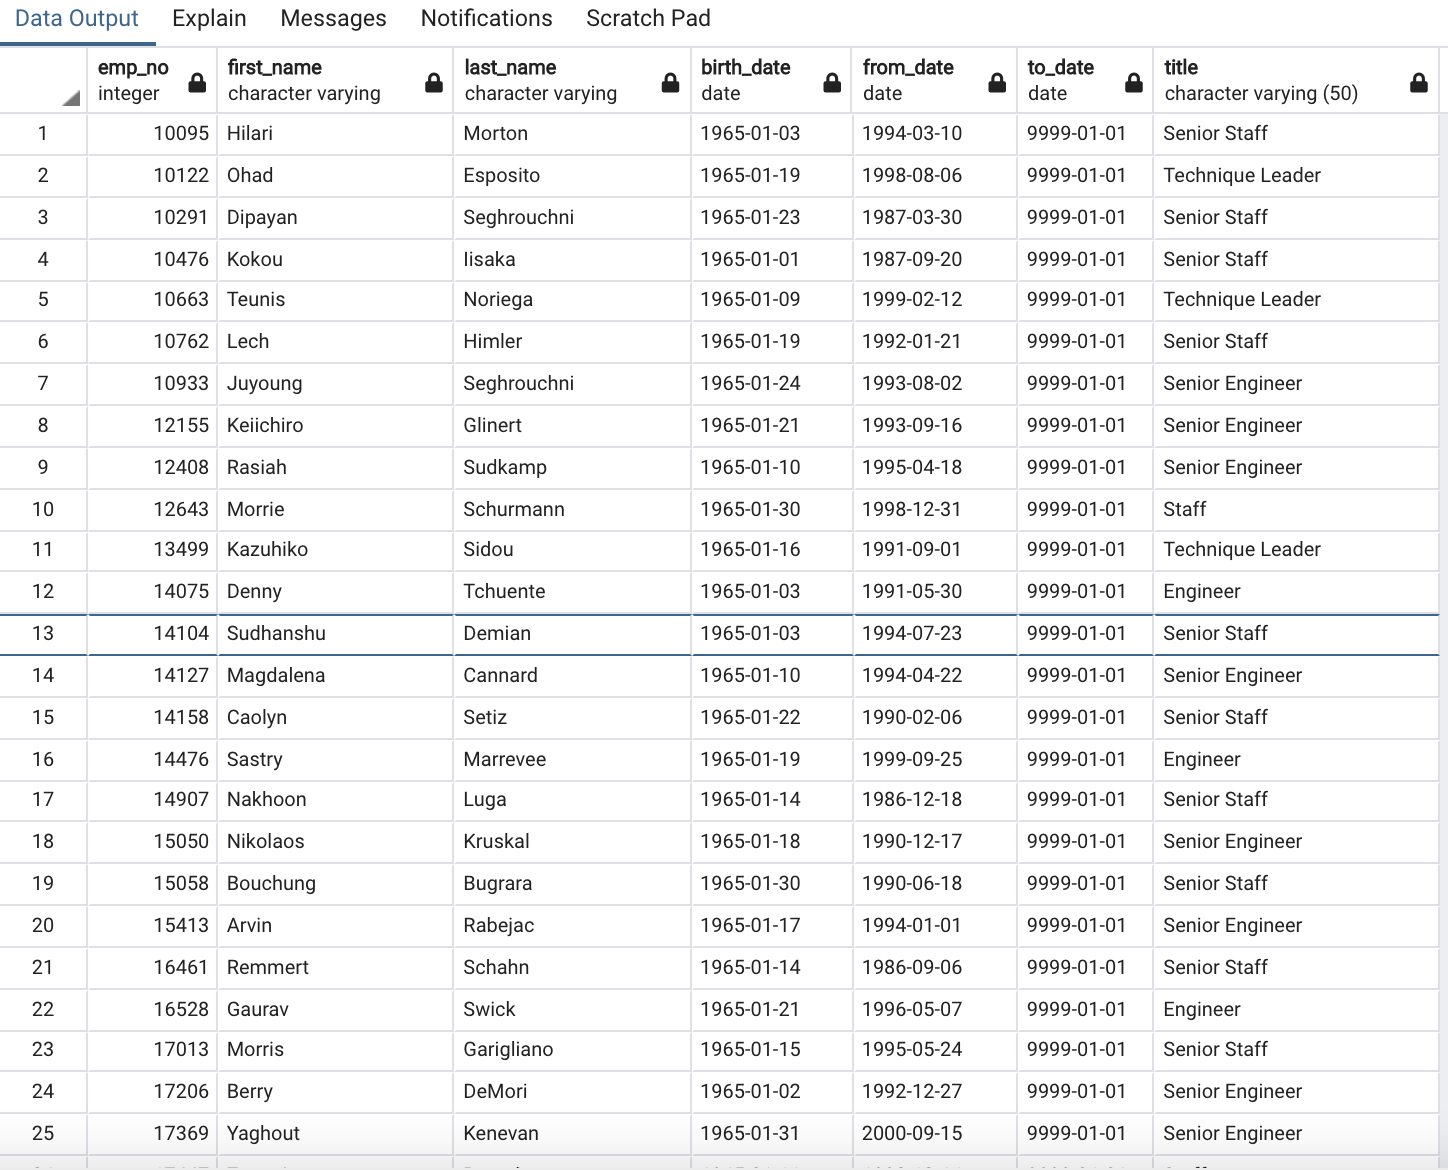 Data Output Explain Messages Notifications Scratch Pad
emp_no first_name last_name birth_date from_date to_date title
integer character varying character varying date date date character varying (50)
1 10095 Hilari Morton 1965-01-03 1994-03-10 9999-01-01 Senior Staff
2 10122 Ohad Esposito 1965-01-19 1998-08-06 9999-01-01 Technique Leader
3 10291 Dipayan Seghrouchni 1965-01-23 1987-03-30 9999-01-01 Senior Staff
4 10476 Kokou Iisaka 1965-01-01 1987-09-20 9999-01-01 Senior Staff
5 10663 Teunis Noriega 1965-01-09 1999-02-12 9999-01-01 Technique Leader
6 10762 Lech Himler 1965-01-19 1992-01-21 9999-01-01 Senior Staff
7 10933 Juyoung Seghrouchni 1965-01-24 1993-08-02 9999-01-01 Senior Engineer
8 12155 Keiichiro Glinert 1965-01-21 1993-09-16 9999-01-01 Senior Engineer
9 12408 Rasiah Sudkamp 1965-01-10 1995-04-18 9999-01-01 Senior Engineer
10 12643 Morrie Schurmann 1965-01-30 1998-12-31 9999-01-01 Staff
11 13499 Kazuhiko Sidou 1965-01-16 1991-09-01 9999-01-01 Technique Leader
12 14075 Denny Tchuente 1965-01-03 1991-05-30 9999-01-01 Engineer
13 14104 Sudhanshu Demian 1965-01-03 1994-07-23 9999-01-01 Senior Staff
14 14127 Magdalena Cannard 1965-01-10 1994-04-22 9999-01-01 Senior Engineer
15 14158 Caolyn Setiz 1965-01-22 1990-02-06 9999-01-01 Senior Staff
16 14476 Sastry Marrevee 1965-01-19 1999-09-25 9999-01-01 Engineer
17 14907 Nakhoon Luga 1965-01-14 1986-12-18 9999-01-01 Senior Staff
18 15050 Nikolaos Kruskal 1965-01-18 1990-12-17 9999-01-01 Senior Engineer
19 15058 Bouchung Bugrara 1965-01-30 1990-06-18 9999-01-01 Senior Staff
20 15413 Arvin Rabejac 1965-01-17 1994-01-01 9999-01-01 Senior Engineer
21 16461 Remmert Schahn 1965-01-14 1986-09-06 9999-01-01 Senior Staff
22 16528 Gaurav Swick 1965-01-21 1996-05-07 9999-01-01 Engineer
23 17013 Morris Garigliano 1965-01-15 1995-05-24 9999-01-01 Senior Staff
24 17206 Berry DeMori 1965-01-02 1992-12-27 9999-01-01 Senior Engineer
25 17369 Yaghout Kenevan 1965-01-31 2000-09-15 9999-01-01 Senior Engineer